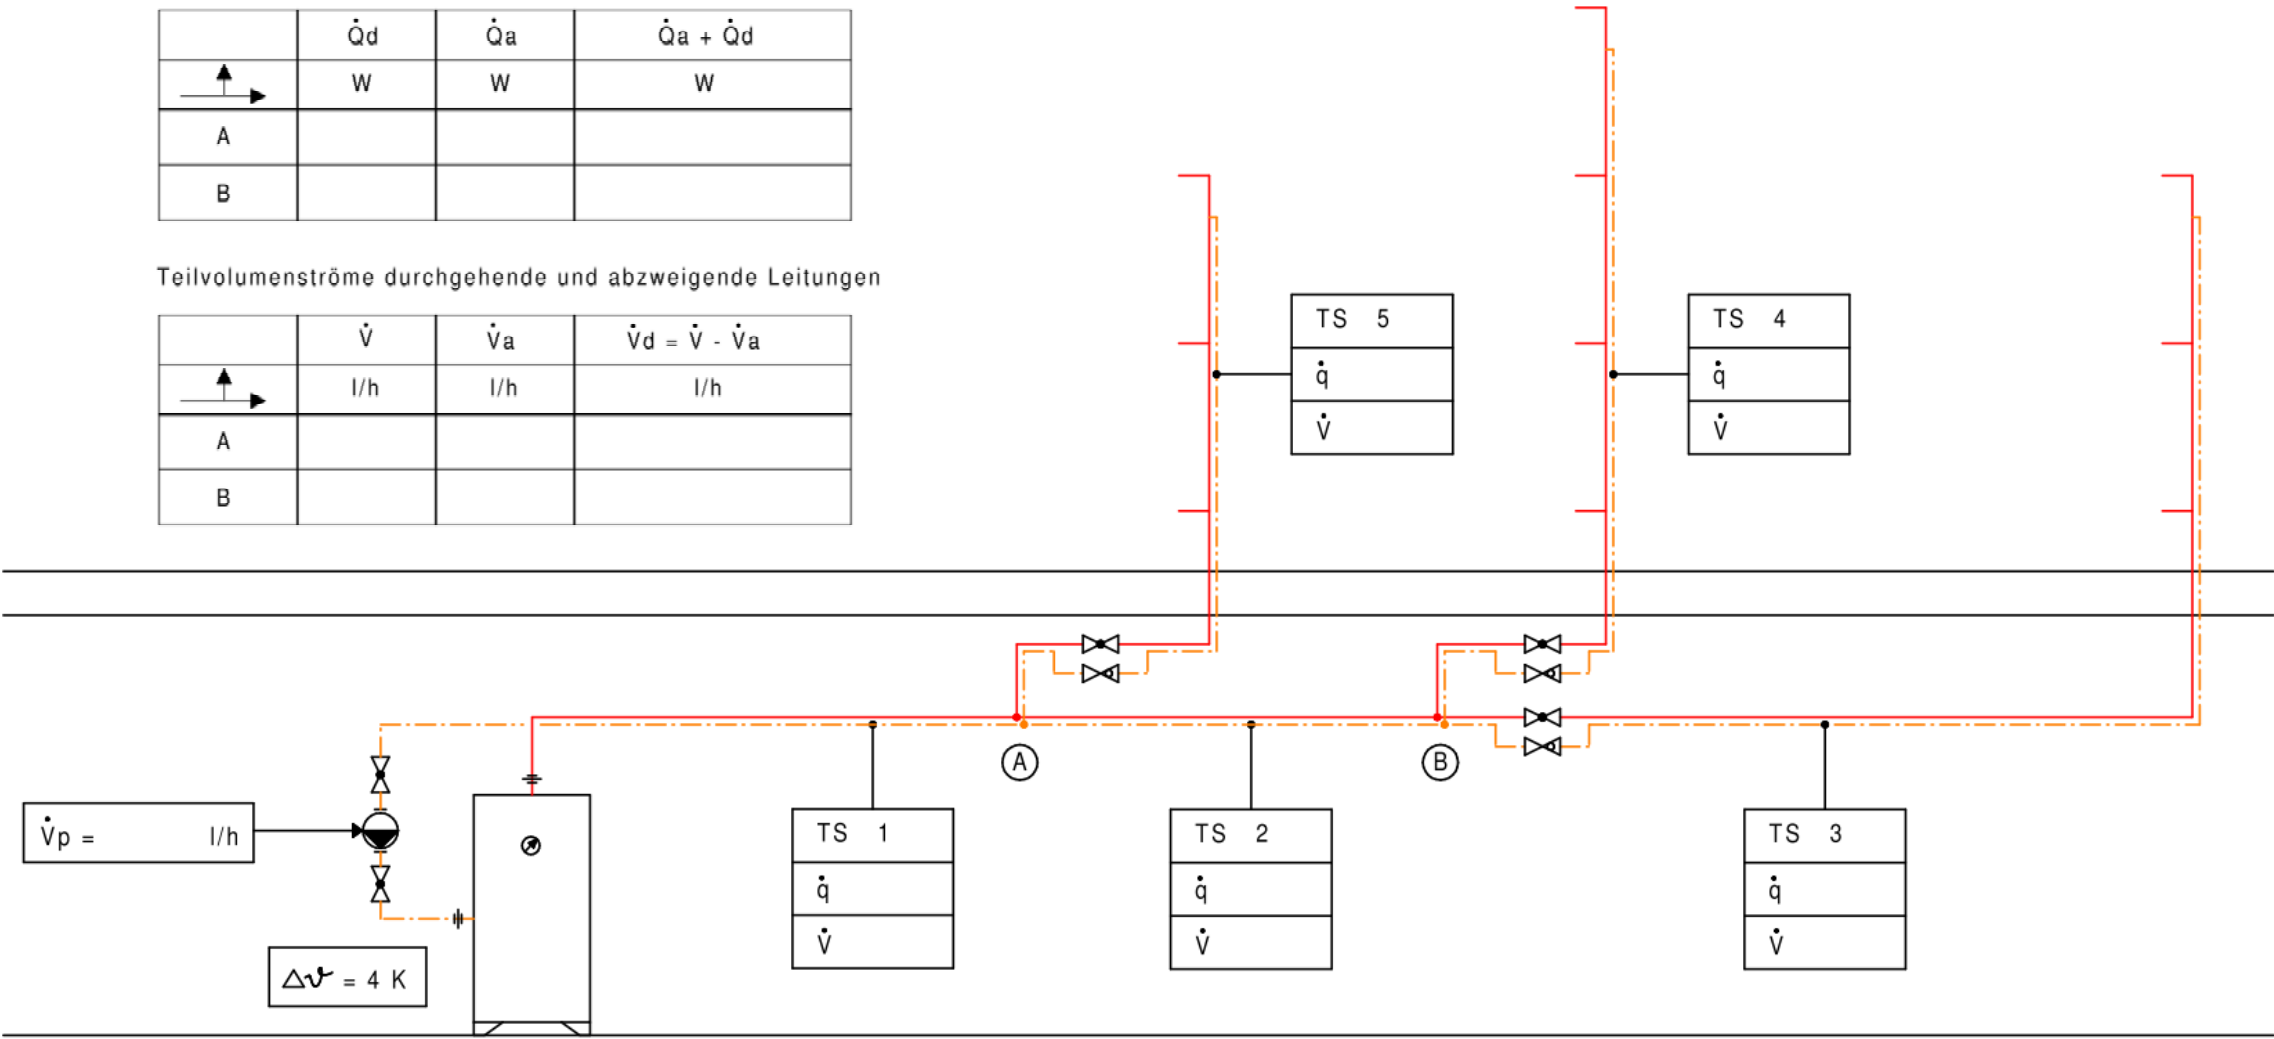 Q̇d Q̇a Q̇a + Q̇d
W W W
A
B
Teilvolumenströme durchgehende und abzweigende Leitungen
V̇ V̇a V̇d = V̇ - V̇a
l/h l/h l/h
A
B
TS 5
q̇
V̇
TS 4
q̇
V̇
A
B
V̇p = l/h
Δϑ = 4 K
TS 1
q̇
V̇
TS 2
q̇
V̇
TS 3
q̇
V̇